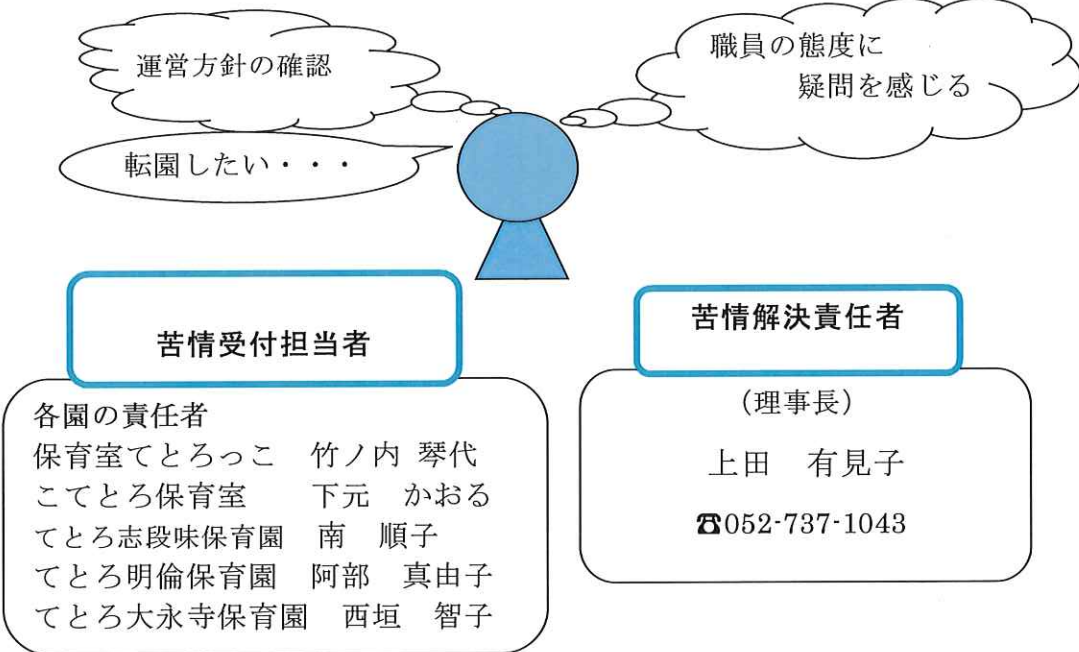 運営方針の確認
職員の態度に
疑問を感じる
転園したい・・・
苦情受付担当者
各園の責任者
保育室てとろっこ 竹ノ内 琴代
こてとろ保育室 下元 かおる
てとろ志段味保育園 南 順子
てとろ明倫保育園 阿部 真由子
てとろ大永寺保育園 西垣 智子
苦情解決責任者
(理事長)
上田 有見子
☎052-737-1043